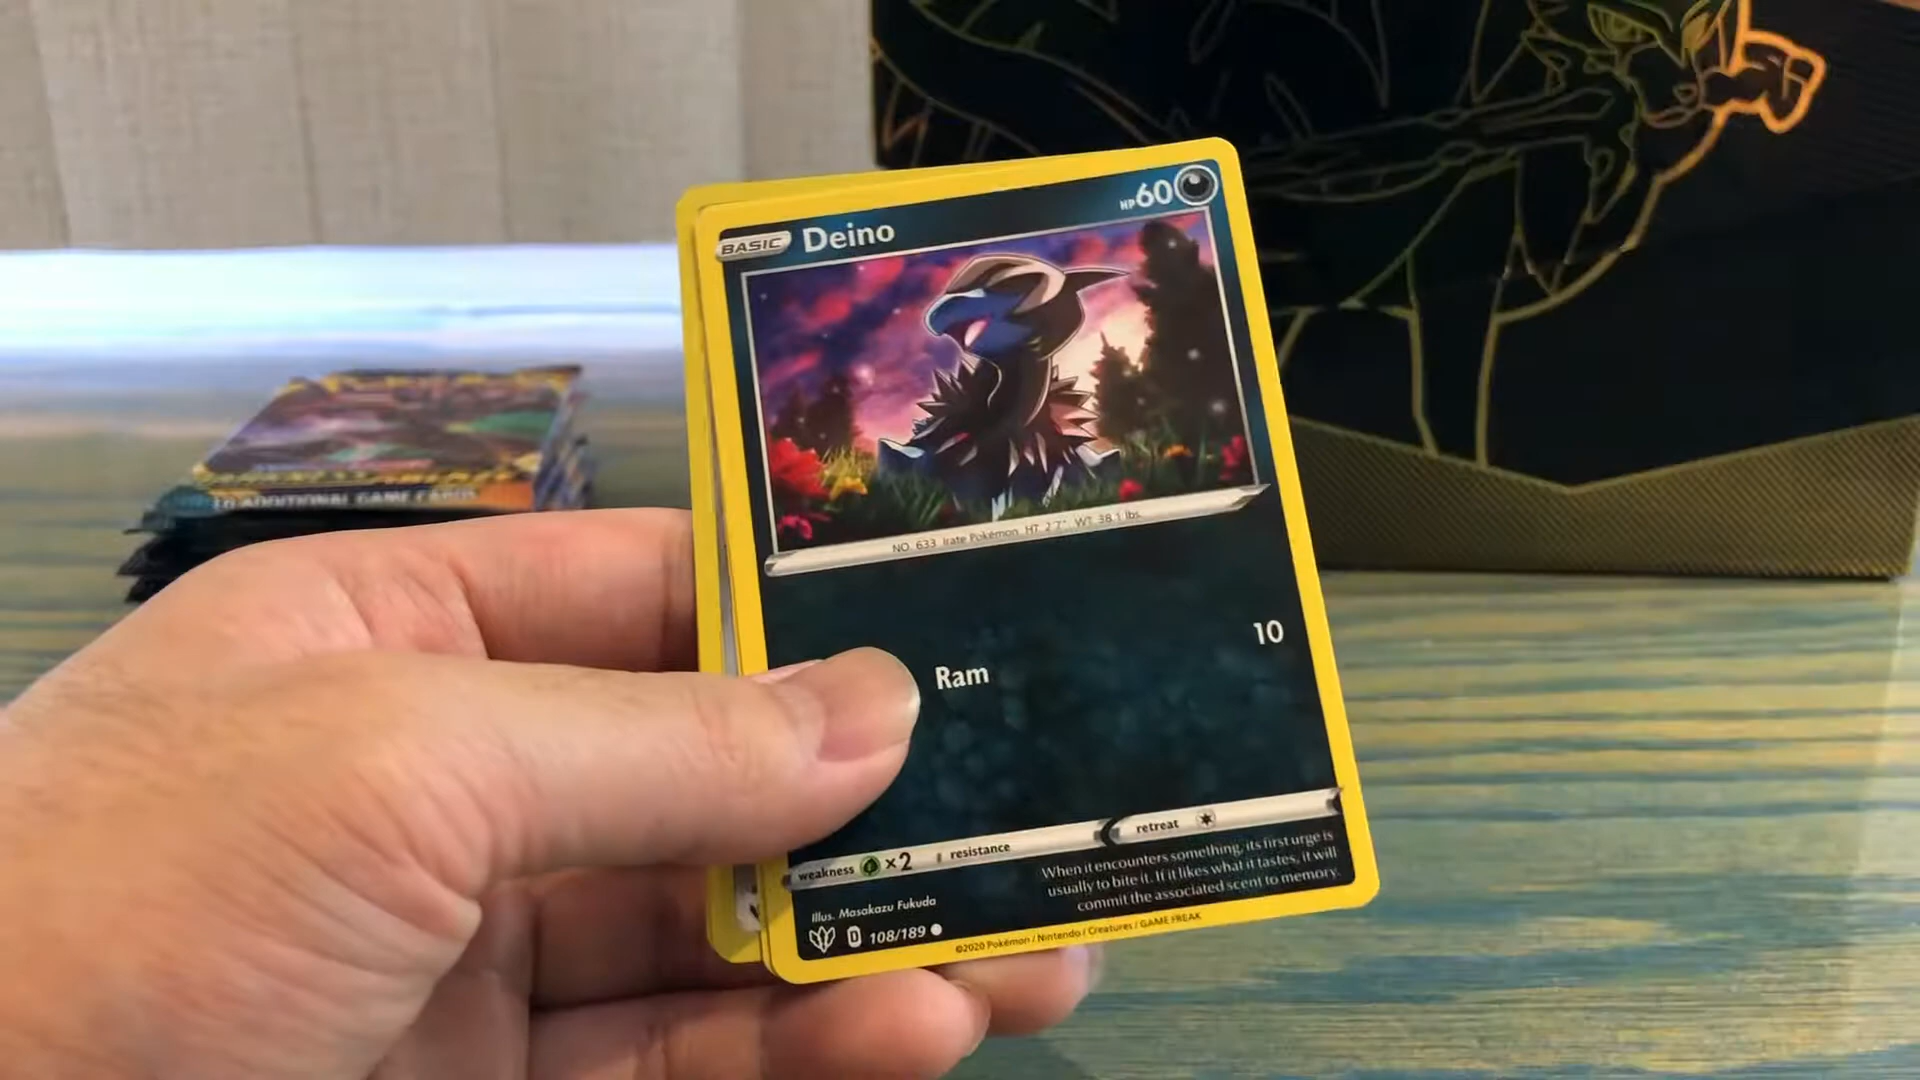 BASIC Deino HP 60
NO. 633 Irate Pokémon HT. 2'7" WT. 38.1 lbs.
Ram 10
weakness ×2 resistance retreat
When it encounters something, its first urge is
usually to bite it. If it likes what it tastes, it will
commit the associated scent to memory.
Illus. Masakazu Fukuda
D 108/189
©2020 Pokémon / Nintendo / Creatures / GAME FREAK
10 ADDITIONAL GAME CARDS